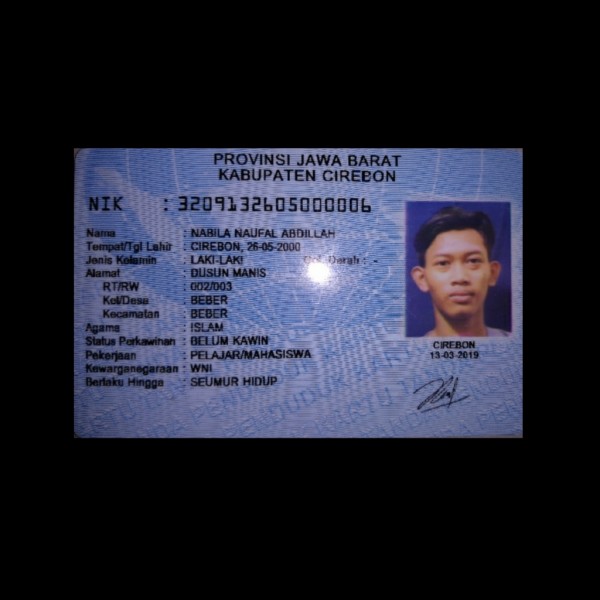 PROVINSI JAWA BARAT
KABUPATEN CIREBON
NIK : 3209132605000006
Nama : NABILA NAUFAL ABDILLAH
Tempat/Tgl Lahir : CIREBON, 26-05-2000
Jenis Kelamin : LAKI-LAKI Gol. Darah : -
Alamat : DUSUN MANIS
RT/RW : 002/003
Kel/Desa : BEBER
Kecamatan : BEBER
Agama : ISLAM
Status Perkawinan : BELUM KAWIN
Pekerjaan : PELAJAR/MAHASISWA
Kewarganegaraan : WNI
Berlaku Hingga : SEUMUR HIDUP
CIREBON
13-03-2019